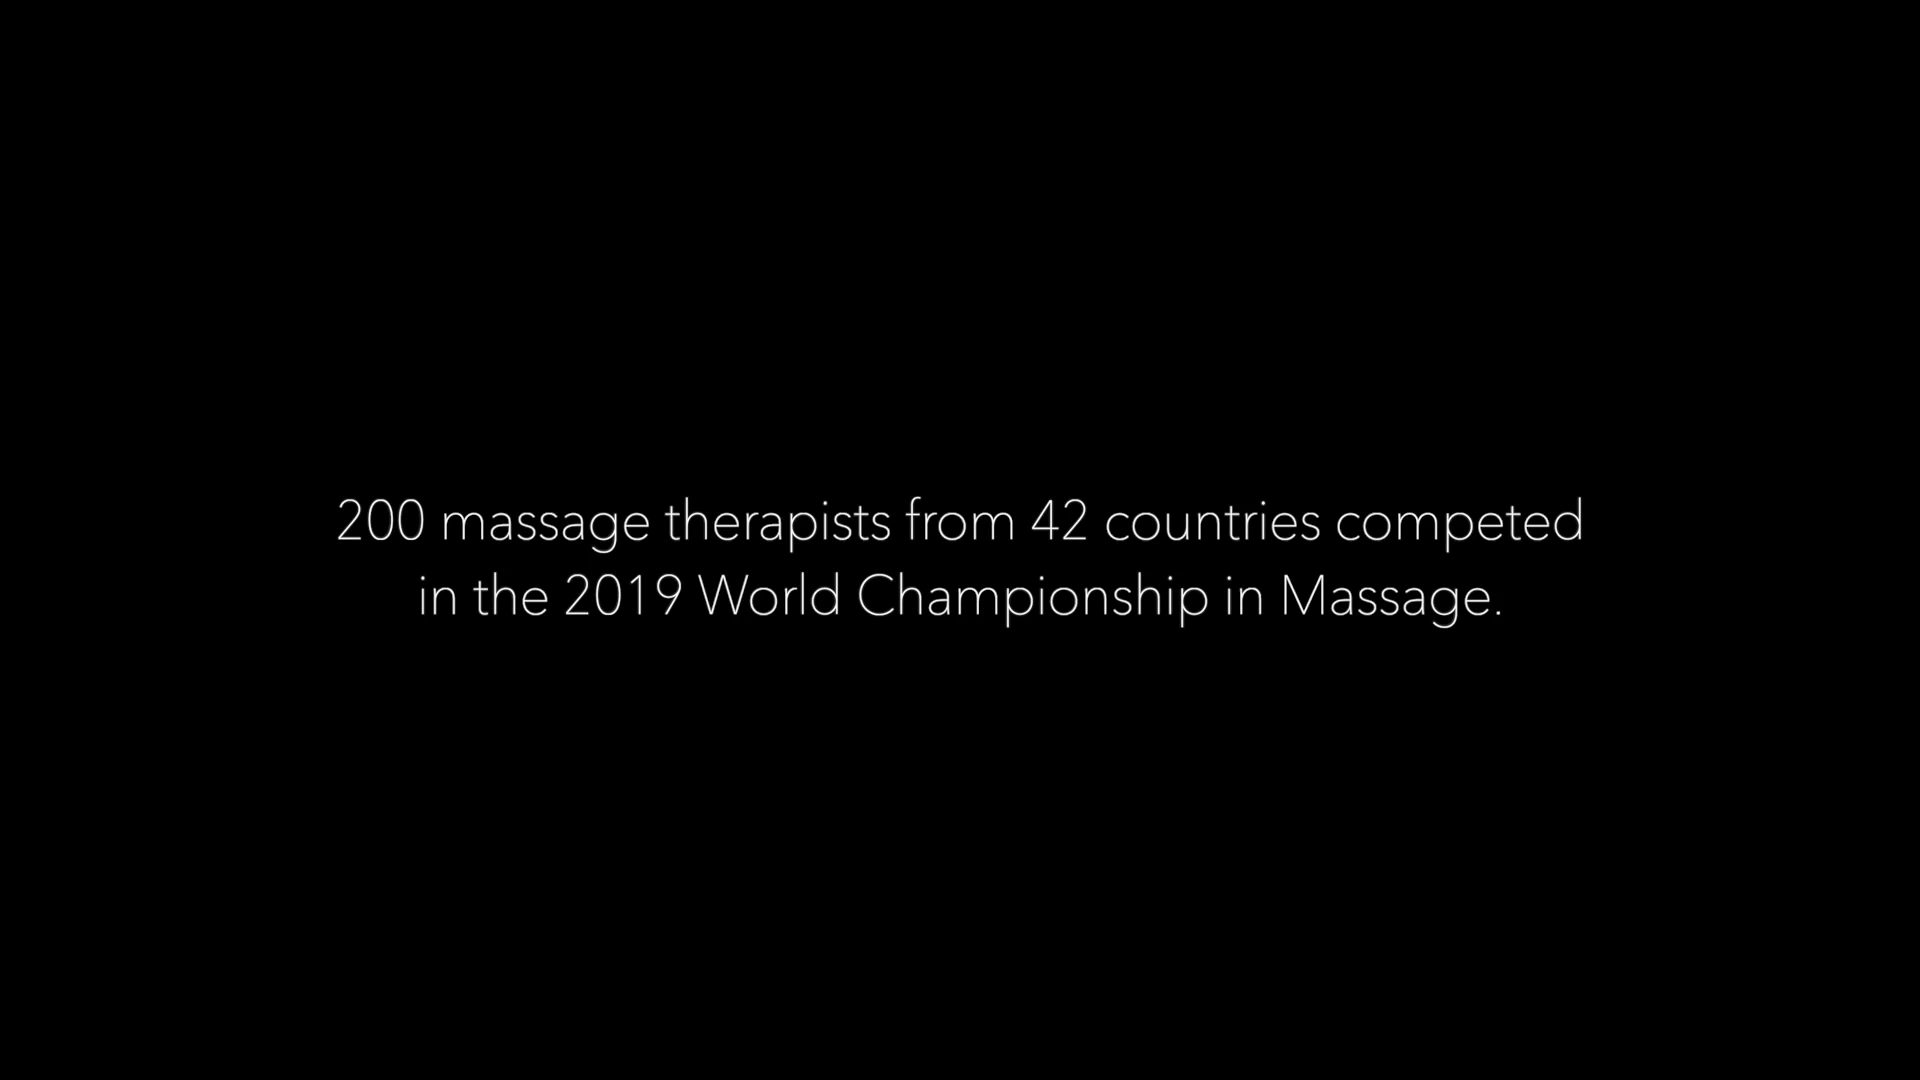 200 massage therapists from 42 countries competed
in the 2019 World Championship in Massage.